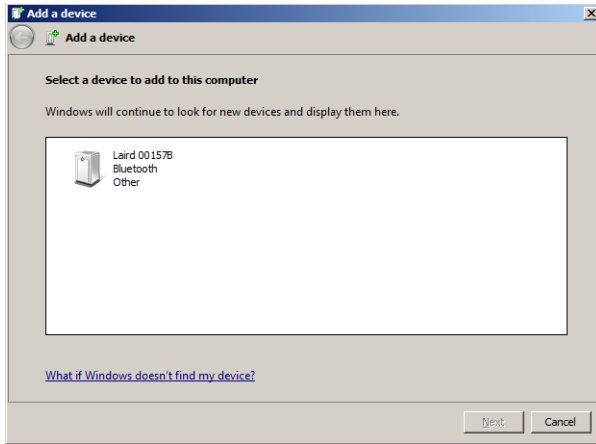 Add a device
Add a device
Select a device to add to this computer
Windows will continue to look for new devices and display them here.
Laird 00157B
Bluetooth
Other
What if Windows doesn't find my device?
Next Cancel